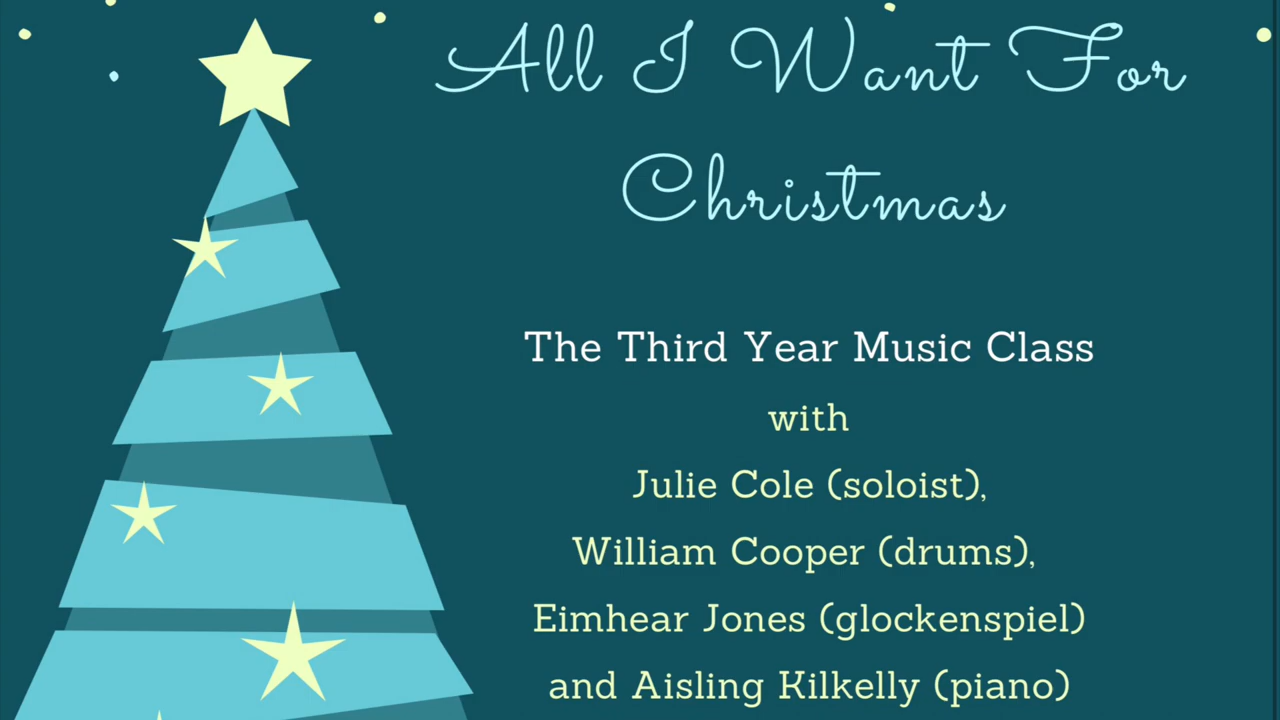 All I Want For
Christmas
The Third Year Music Class
with
Julie Cole (soloist),
William Cooper (drums),
Eimhear Jones (glockenspiel)
and Aisling Kilkelly (piano)